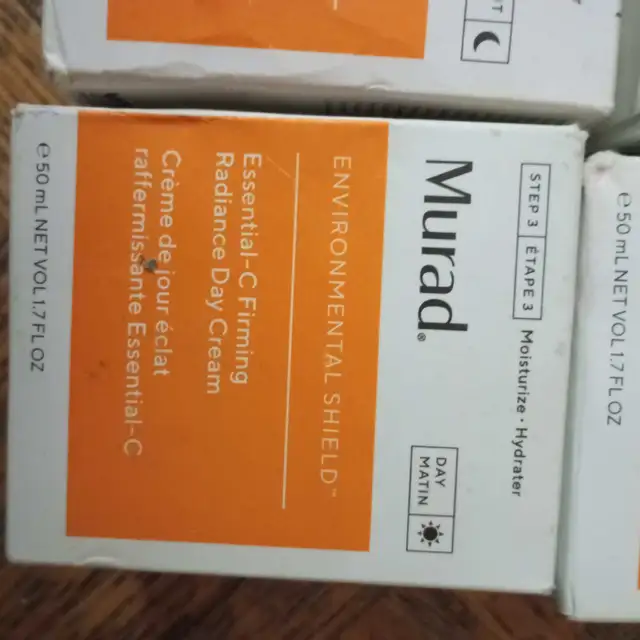 STEP 3 | ÉTAPE 3 Moisturize • Hydrater
Murad®
DAY
MATIN
ENVIRONMENTAL SHIELD™
Essential-C Firming
Radiance Day Cream
Crème de jour éclat
raffermissante Essential-C
℮ 50 mL NET VOL 1.7 FL OZ
℮ 50 mL NET VOL 1.7 FL OZ